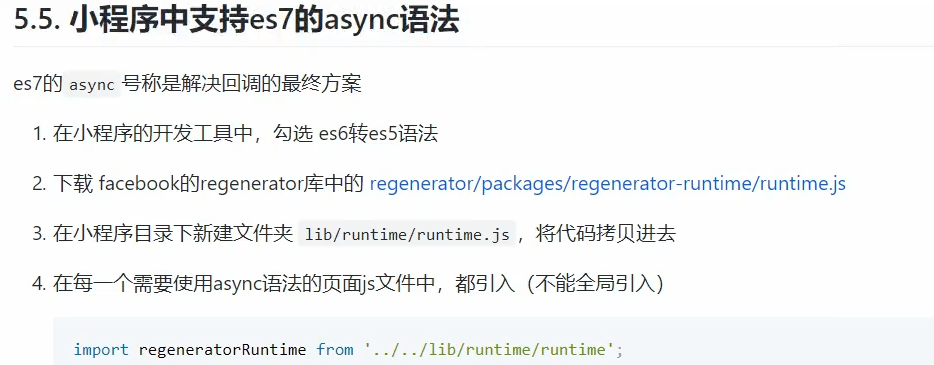 5.5. 小程序中支持es7的async语法
es7的 async 号称是解决回调的最终方案
1. 在小程序的开发工具中，勾选 es6转es5语法
2. 下载 facebook的regenerator库中的 regenerator/packages/regenerator-runtime/runtime.js
3. 在小程序目录下新建文件夹 lib/runtime/runtime.js，将代码拷贝进去
4. 在每一个需要使用async语法的页面js文件中，都引入（不能全局引入）
import regeneratorRuntime from '../../lib/runtime/runtime';